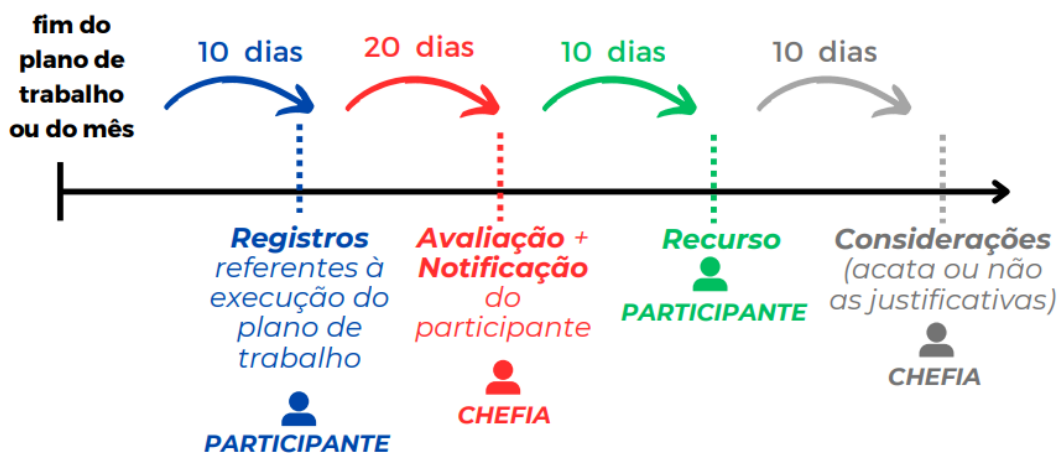 fim do
plano de
trabalho
ou do mês
10 dias
20 dias
10 dias
10 dias
Registros
referentes à
execução do
plano de
trabalho
PARTICIPANTE
Avaliação +
Notificação
do
participante
CHEFIA
Recurso
PARTICIPANTE
Considerações
(acata ou não
as justificativas)
CHEFIA